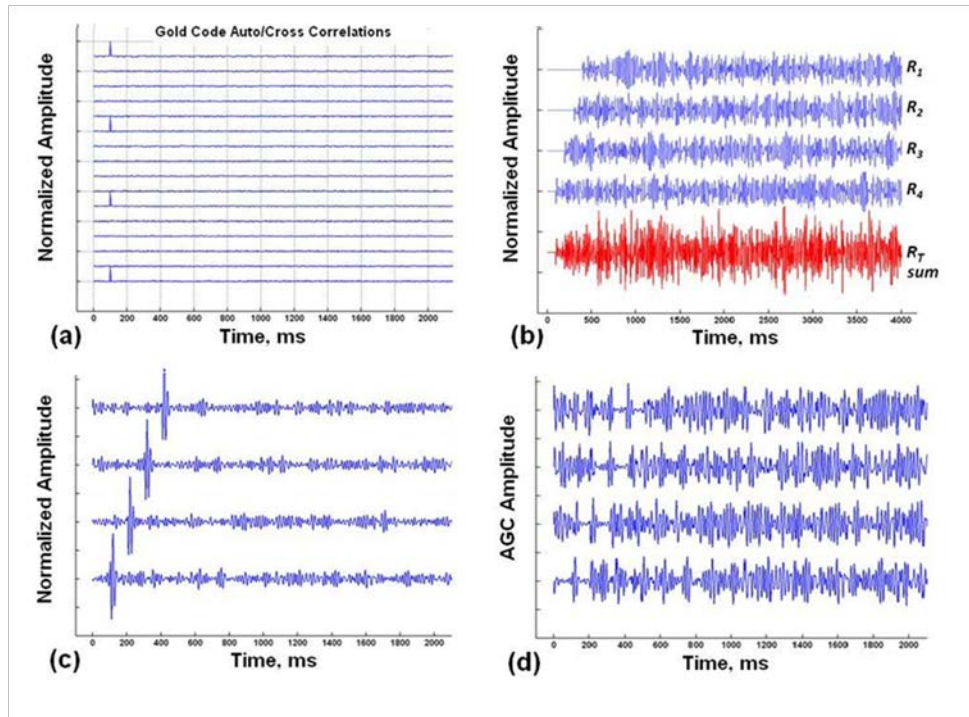 Gold Code Auto/Cross Correlations
Normalized Amplitude
0 200 400 600 800 1000 1200 1400 1600 1800 2000
(a) Time, ms
Normalized Amplitude
R1
R2
R3
R4
RT
sum
0 500 1000 1500 2000 2500 3000 3500 4000
(b) Time, ms
Normalized Amplitude
0 200 400 600 800 1000 1200 1400 1600 1800 2000
(c) Time, ms
AGC Amplitude
0 200 400 600 800 1000 1200 1400 1600 1800 2000
(d) Time, ms